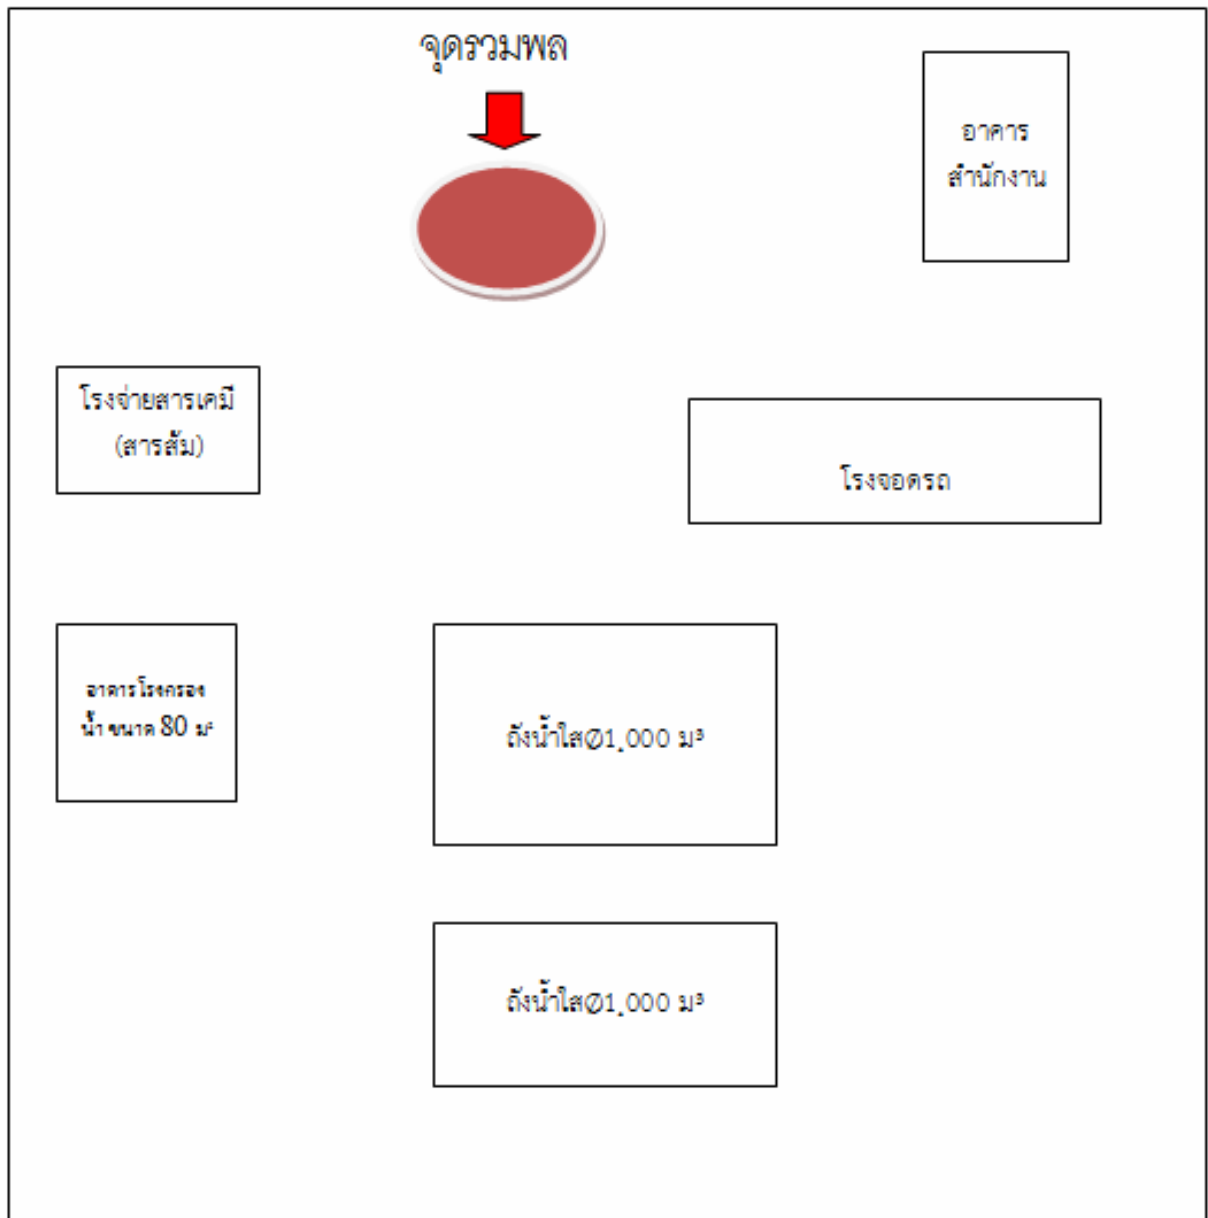 จุดรวมพล
อาคาร
สำนักงาน
โรงจ่ายสารเคมี
(สารส้ม)
โรงจอดรถ
อาคารโรงกรอง
น้ำ ขนาด 80 ม²
ถังน้ำใสØ1,000 ม³
ถังน้ำใสØ1,000 ม³